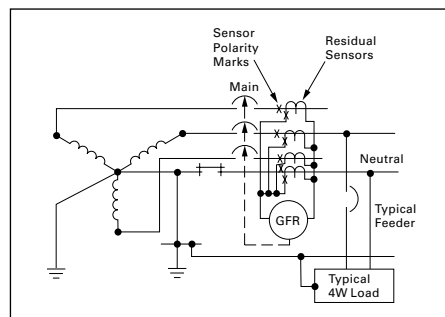 Sensor
Polarity
Marks
Residual
Sensors
Main
Neutral
Typical
Feeder
GFR
Typical
4W Load